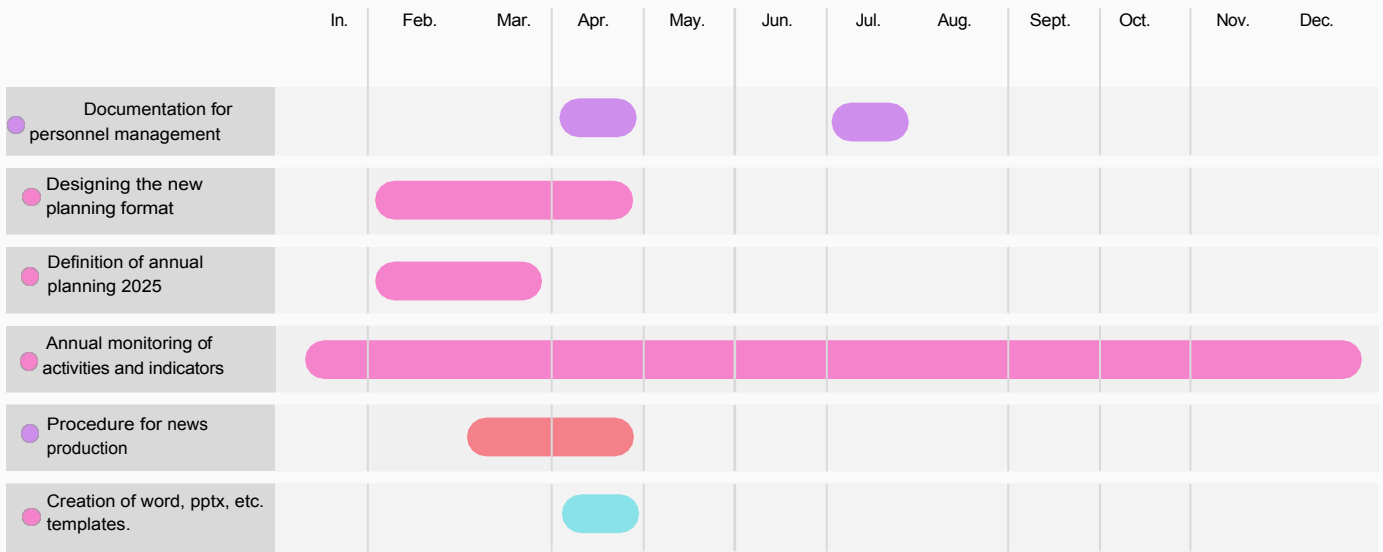 In. Feb. Mar. Apr. May. Jun. Jul. Aug. Sept. Oct. Nov. Dec.
Documentation for
personnel management
Designing the new
planning format
Definition of annual
planning 2025
Annual monitoring of
activities and indicators
Procedure for news
production
Creation of word, pptx, etc.
templates.